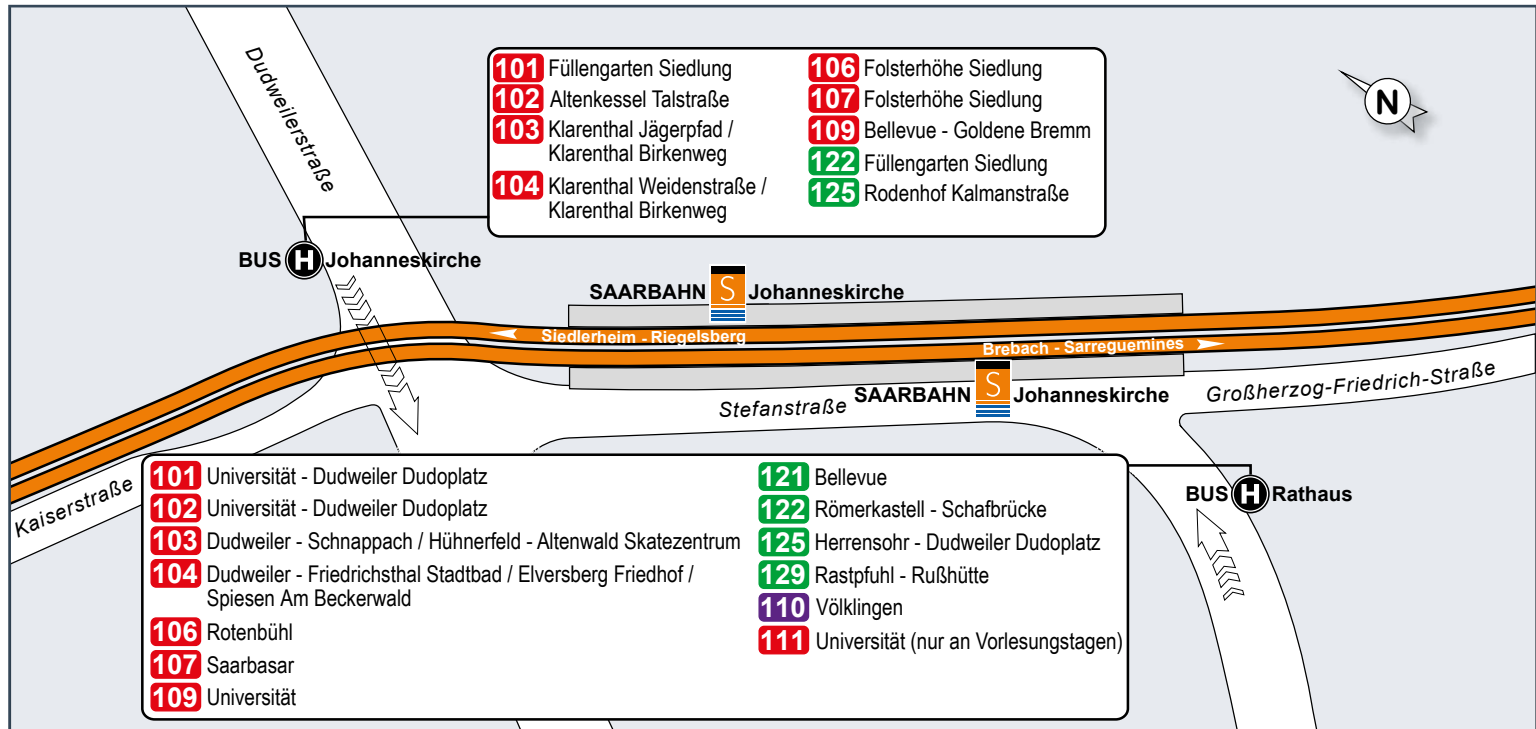 Dudweilerstraße
101 Füllengarten Siedlung
102 Altenkessel Talstraße
103 Klarenthal Jägerpfad /
Klarenthal Birkenweg
104 Klarenthal Weidenstraße /
Klarenthal Birkenweg
106 Folsterhöhe Siedlung
107 Folsterhöhe Siedlung
109 Bellevue - Goldene Bremm
122 Füllengarten Siedlung
125 Rodenhof Kalmanstraße
N
BUS H Johanneskirche
SAARBAHN S Johanneskirche
Siedlerheim - Riegelsberg
Brebach - Sarreguemines
SAARBAHN S Johanneskirche
Stefanstraße
Großherzog-Friedrich-Straße
Kaiserstraße
101 Universität - Dudweiler Dudoplatz
102 Universität - Dudweiler Dudoplatz
103 Dudweiler - Schnappach / Hühnerfeld - Altenwald Skatezentrum
104 Dudweiler - Friedrichsthal Stadtbad / Elversberg Friedhof /
Spiesen Am Beckerwald
106 Rotenbühl
107 Saarbasar
109 Universität
121 Bellevue
122 Römerkastell - Schafbrücke
125 Herrensohr - Dudweiler Dudoplatz
129 Rastpfuhl - Rußhütte
110 Völklingen
111 Universität (nur an Vorlesungstagen)
BUS H Rathaus